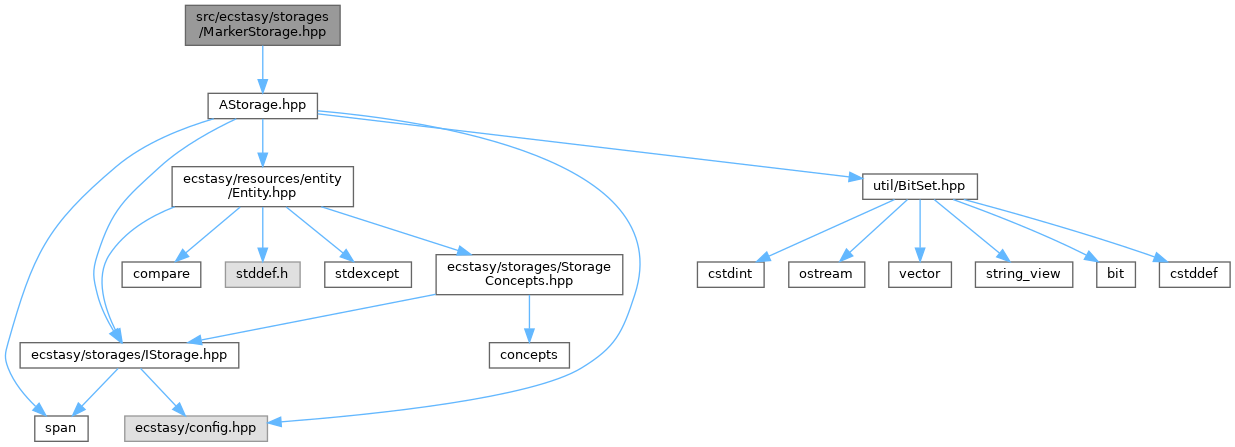 src/ecstasy/storages
/MarkerStorage.hpp
AStorage.hpp
ecstasy/resources/entity
/Entity.hpp
util/BitSet.hpp
compare
stddef.h
stdexcept
ecstasy/storages/Storage
Concepts.hpp
cstdint
ostream
vector
string_view
bit
cstddef
ecstasy/storages/IStorage.hpp
concepts
span
ecstasy/config.hpp